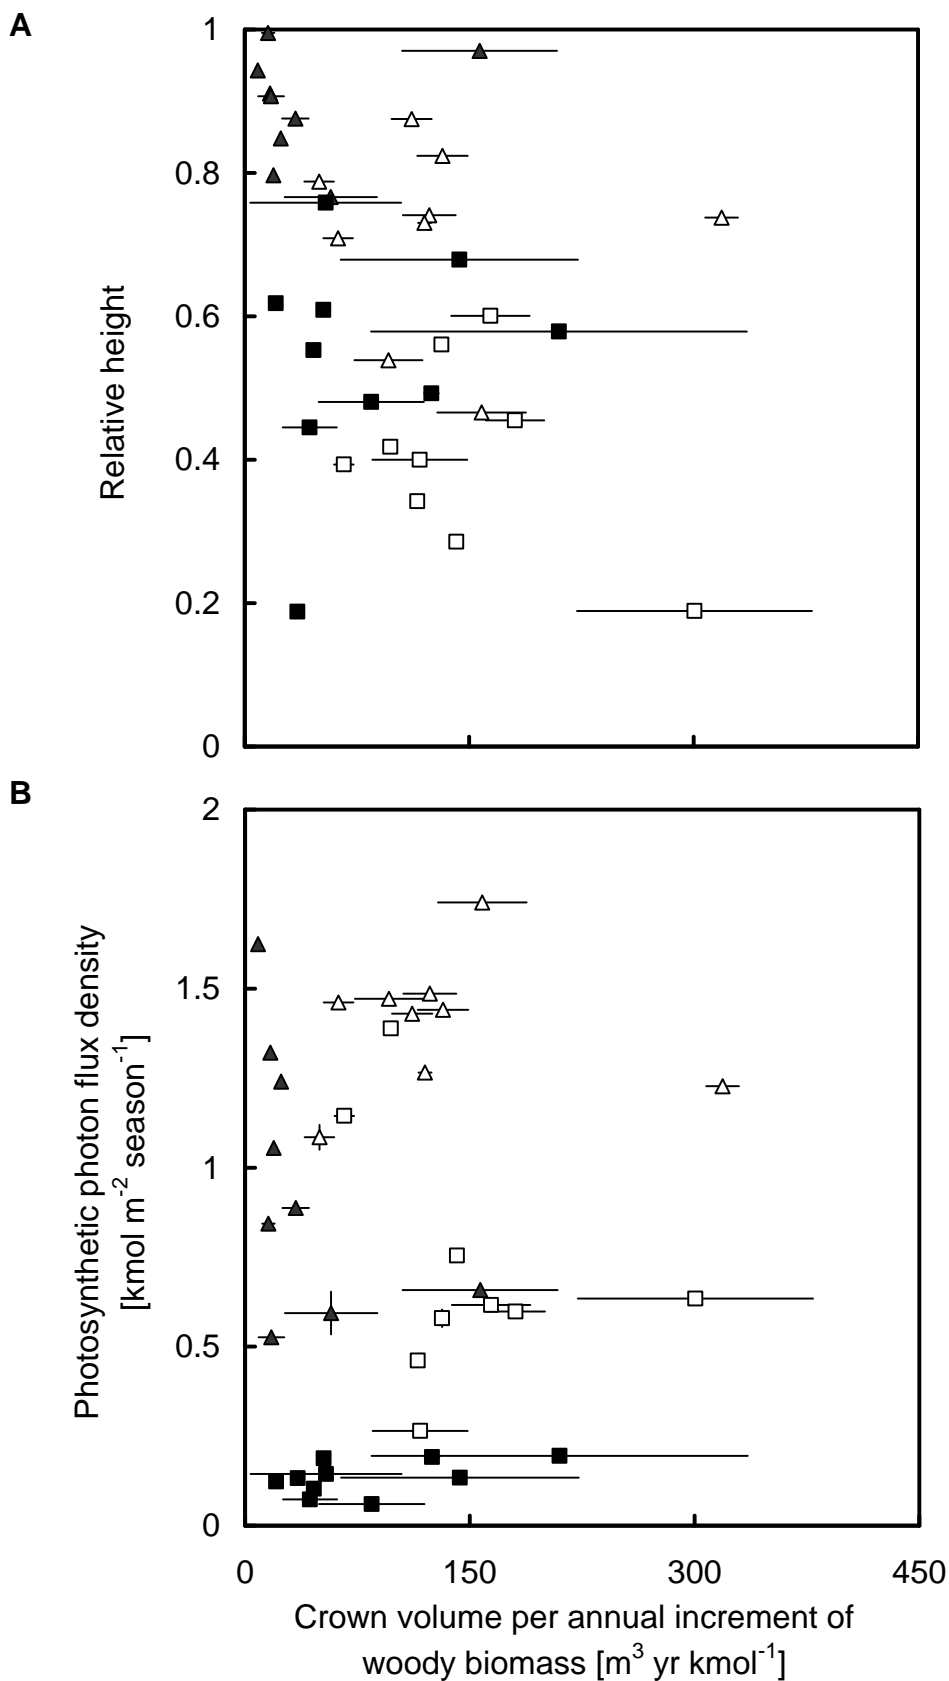 A
1
0.8
0.6
0.4
0.2
0
Relative height
B
2
1.5
1
0.5
0
Photosynthetic photon flux density
[kmol m⁻² season⁻¹]
0 150 300 450
Crown volume per annual increment of
woody biomass [m³ yr kmol⁻¹]